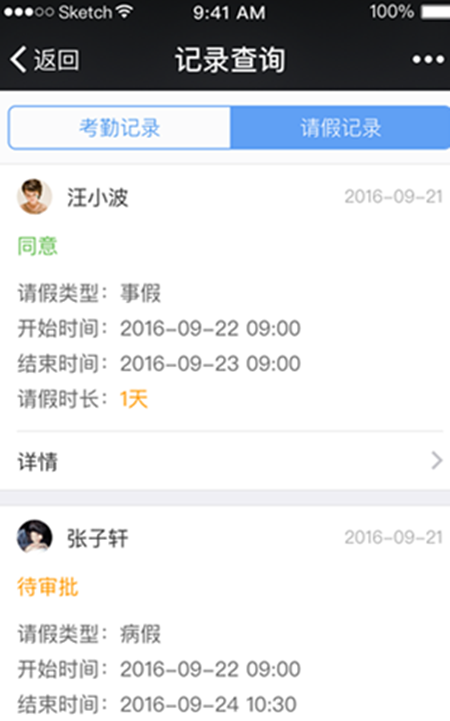 Sketch 9:41 AM 100%
返回 记录查询
考勤记录 请假记录
汪小波 2016-09-21
同意
请假类型：事假
开始时间：2016-09-22 09:00
结束时间：2016-09-23 09:00
请假时长：1天
详情
张子轩 2016-09-21
待审批
请假类型：病假
开始时间：2016-09-22 09:00
结束时间：2016-09-24 10:30